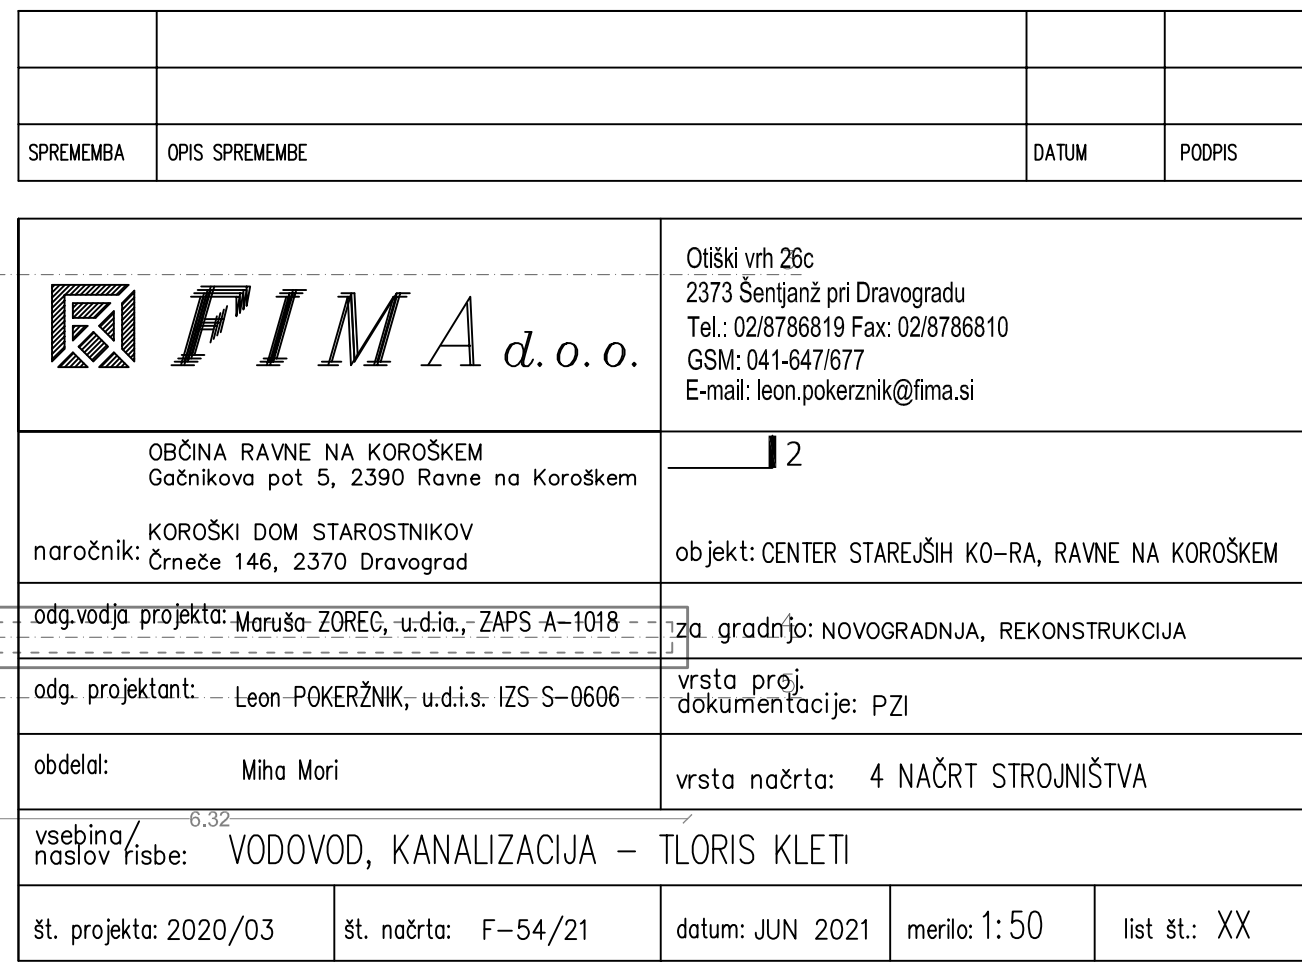 SPREMEMBA OPIS SPREMEMBE DATUM PODPIS
FIMA d.o.o.
Otiški vrh 26c
2373 Šentjanž pri Dravogradu
Tel.: 02/8786819 Fax: 02/8786810
GSM: 041-647/677
E-mail: leon.pokerznik@fima.si
OBČINA RAVNE NA KOROŠKEM
Gačnikova pot 5, 2390 Ravne na Koroškem
KOROŠKI DOM STAROSTNIKOV
naročnik: Črneče 146, 2370 Dravograd
2
objekt: CENTER STAREJŠIH KO-RA, RAVNE NA KOROŠKEM
odg.vodja projekta: Maruša ZOREC, u.d.ia., ZAPS A-1018
za gradnjo: NOVOGRADNJA, REKONSTRUKCIJA
4
odg. projektant: Leon POKERŽNIK, u.d.i.s. IZS S-0606
vrsta proj.
dokumentacije: PZI
5
obdelal: Miha Mori
vrsta načrta: 4 NAČRT STROJNIŠTVA
6.32
vsebina/
naslov risbe: VODOVOD, KANALIZACIJA – TLORIS KLETI
št. projekta: 2020/03 št. načrta: F-54/21 datum: JUN 2021 merilo: 1:50 list št.: XX